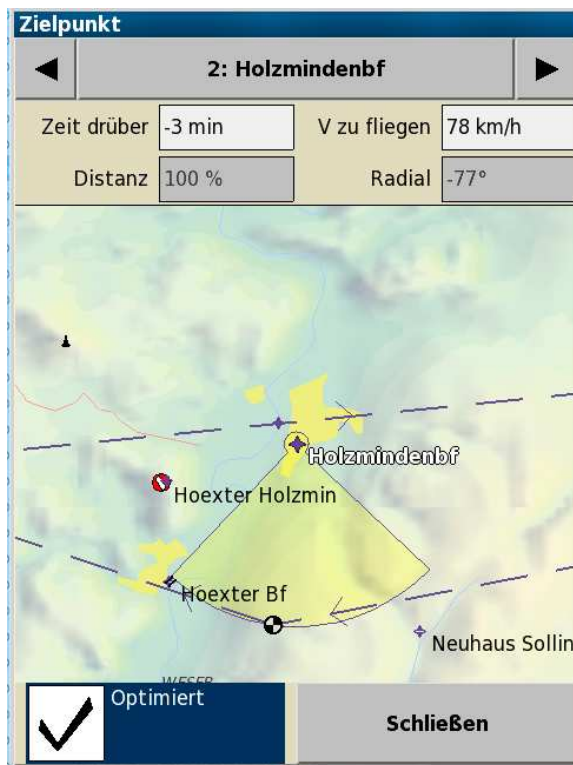 Zielpunkt
2: Holzmindenbf
Zeit drüber -3 min V zu fliegen 78 km/h
Distanz 100 % Radial -77°
Holzmindenbf
Hoexter Holzmin
Hoexter Bf
Neuhaus Sollin
WESER
Optimiert
Schließen